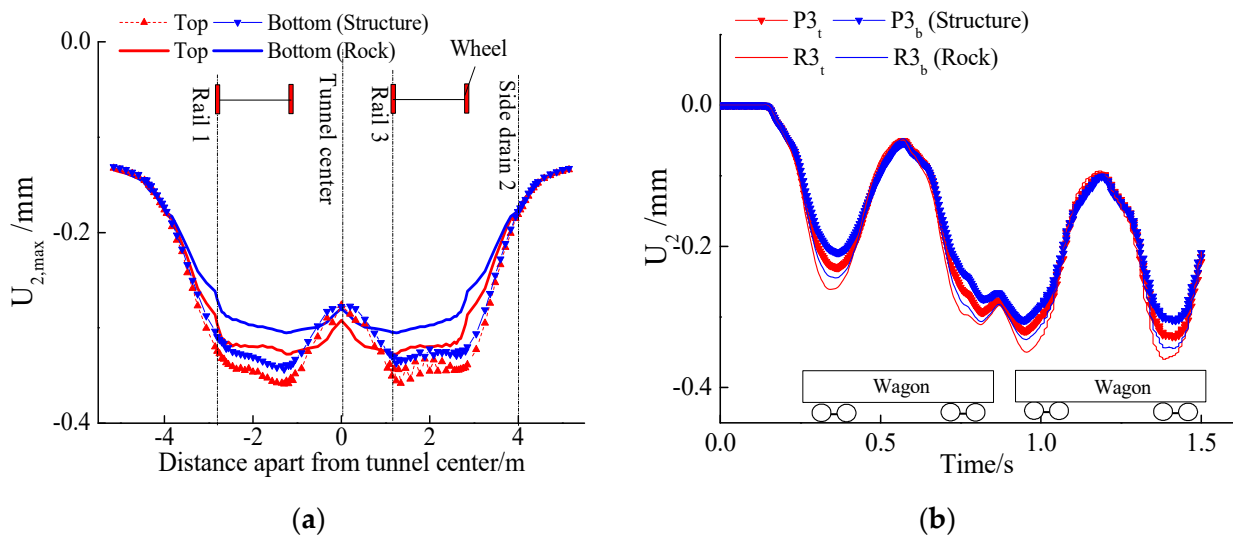 Top Bottom (Structure)
Top Bottom (Rock)
Wheel
0.0
-0.2
-0.4
U2,max /mm
Rail 1
Tunnel center
Rail 3
Side drain 2
-4 -2 0 2 4
Distance apart from tunnel center/m
(a)
P3t P3b (Structure)
R3t R3b (Rock)
0.0
-0.2
-0.4
U2 /mm
Wagon Wagon
0.0 0.5 1.0 1.5
Time/s
(b)